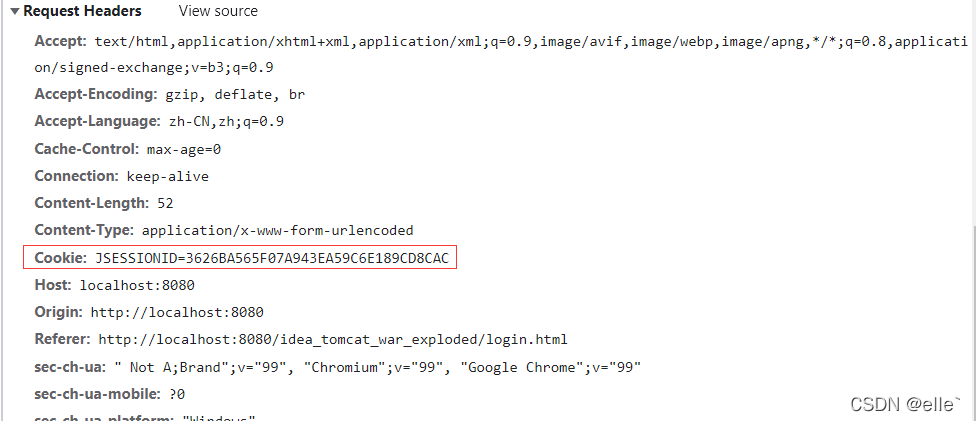 ▼Request Headers View source
Accept: text/html,application/xhtml+xml,application/xml;q=0.9,image/avif,image/webp,image/apng,*/*;q=0.8,applicati
on/signed-exchange;v=b3;q=0.9
Accept-Encoding: gzip, deflate, br
Accept-Language: zh-CN,zh;q=0.9
Cache-Control: max-age=0
Connection: keep-alive
Content-Length: 52
Content-Type: application/x-www-form-urlencoded
Cookie: JSESSIONID=3626BA565F07A943EA59C6E189CD8CAC
Host: localhost:8080
Origin: http://localhost:8080
Referer: http://localhost:8080/idea_tomcat_war_exploded/login.html
sec-ch-ua: " Not A;Brand";v="99", "Chromium";v="99", "Google Chrome";v="99"
sec-ch-ua-mobile: ?0
sec-ch-ua-platform: "Windows"
CSDN @elle`